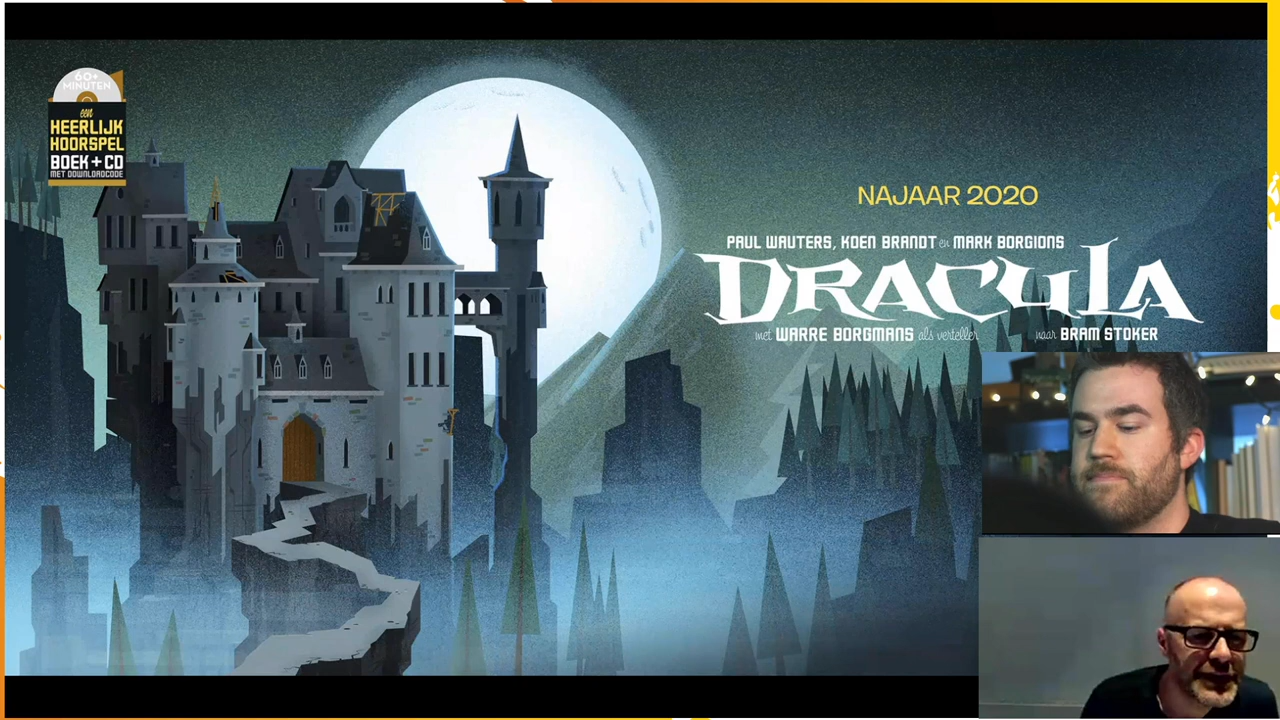 60+
MINUTEN
een
HEERLIJK
HOORSPEL
BOEK + CD
MET DOWNLOADCODE
NAJAAR 2020
PAUL WAUTERS, KOEN BRANDT en MARK BORGIONS
DRACULA
met WARRE BORGMANS als verteller naar BRAM STOKER